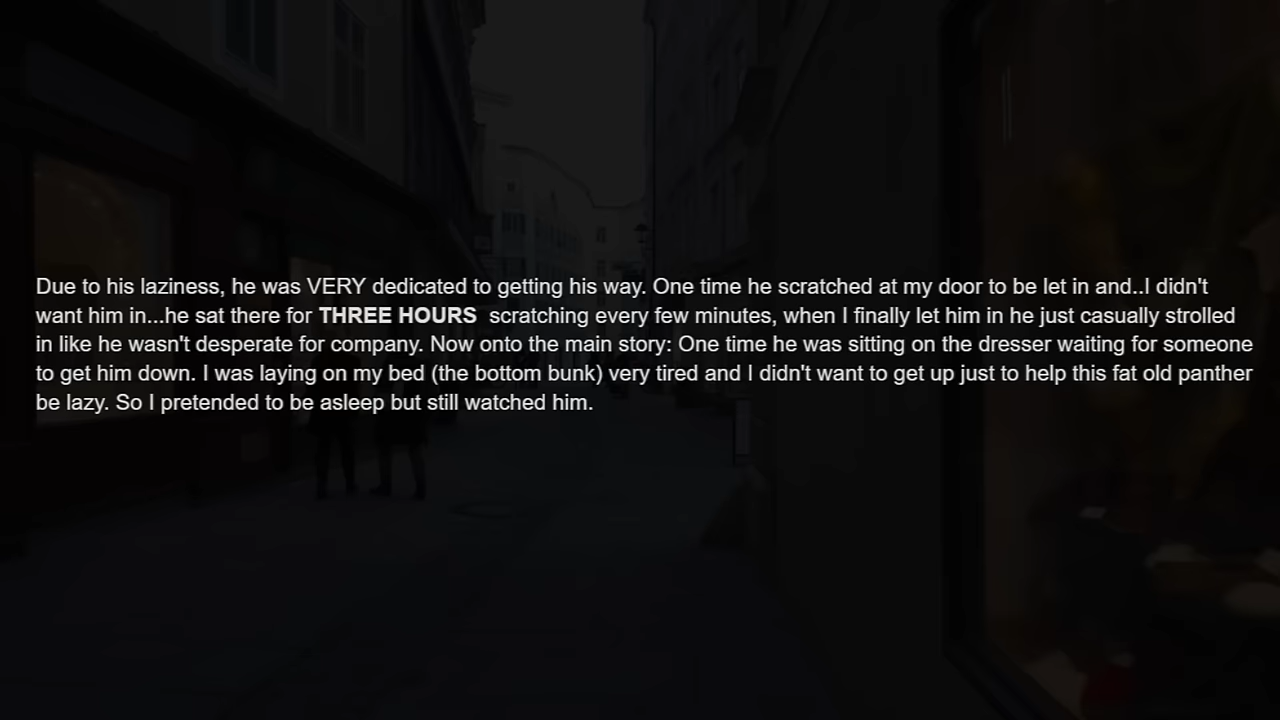 Due to his laziness, he was VERY dedicated to getting his way. One time he scratched at my door to be let in and..I didn't
want him in...he sat there for THREE HOURS scratching every few minutes, when I finally let him in he just casually strolled
in like he wasn't desperate for company. Now onto the main story: One time he was sitting on the dresser waiting for someone
to get him down. I was laying on my bed (the bottom bunk) very tired and I didn't want to get up just to help this fat old panther
be lazy. So I pretended to be asleep but still watched him.